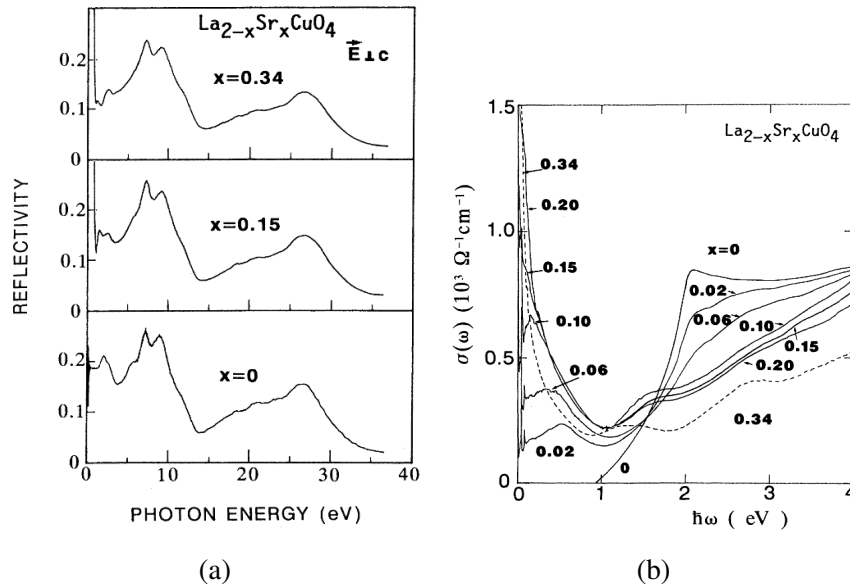 La2-xSrxCuO4
E⊥c
x=0.34
0.2
0.1
0
x=0.15
0.2
0.1
0
x=0
0.2
0.1
0
0 10 20 30 40
REFLECTIVITY
PHOTON ENERGY (eV)
(a)
La2-xSrxCuO4
1.5
1.0
0.5
0
0.34
0.20
0.15
0.10
0.06
0.02
x=0
0.02
0.06
0.10
0.15
0.20
0.34
0
0 1 2 3 4
σ(ω) (10³ Ω⁻¹cm⁻¹)
ħω ( eV)
(b)